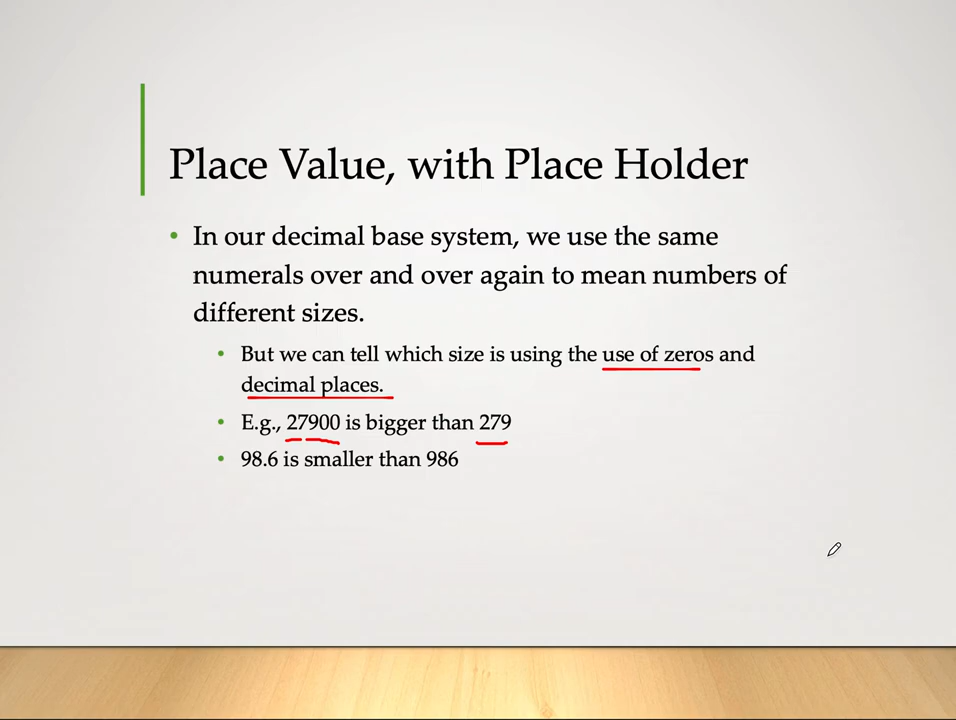 Place Value, with Place Holder
• In our decimal base system, we use the same
numerals over and over again to mean numbers of
different sizes.
• But we can tell which size is using the use of zeros and
decimal places.
• E.g., 27900 is bigger than 279
• 98.6 is smaller than 986